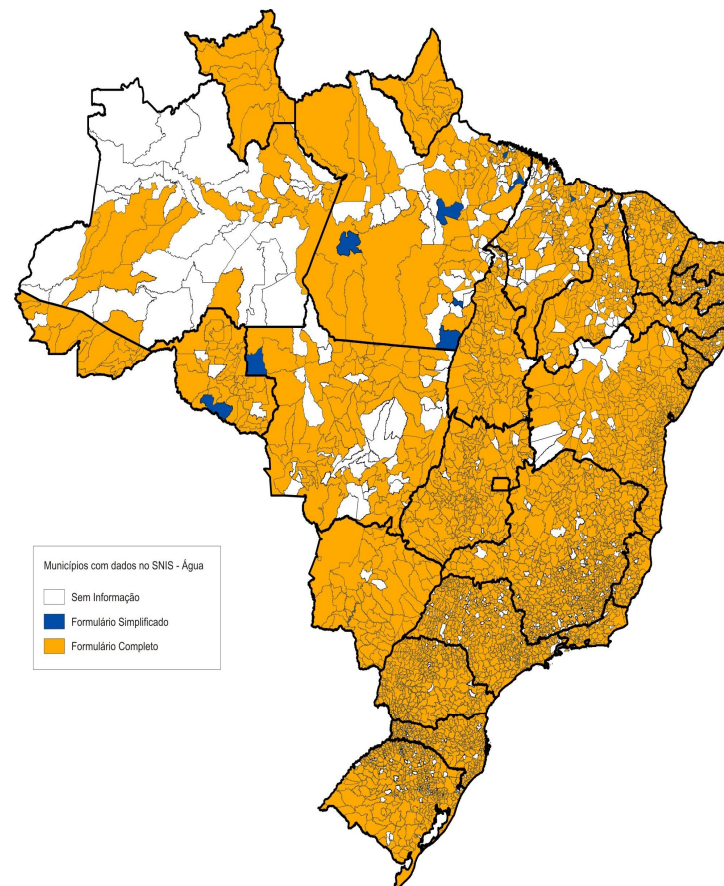 Municípios com dados no SNIS - Água
Sem Informação
Formulário Simplificado
Formulário Completo